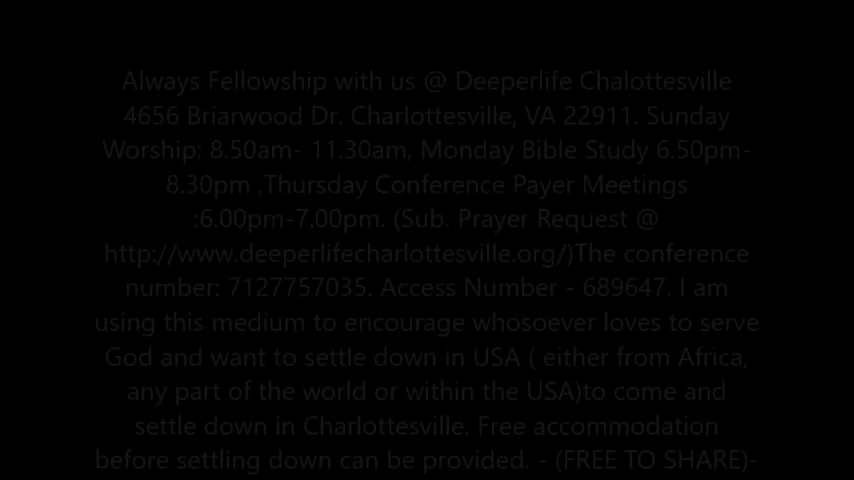 Always Fellowship with us @ Deeperlife Chalottesville
4656 Briarwood Dr. Charlottesville, VA 22911. Sunday
Worship: 8.50am- 11.30am, Monday Bible Study 6.50pm-
8.30pm ,Thursday Conference Payer Meetings
:6.00pm-7.00pm. (Sub. Prayer Request @
http://www.deeperlifecharlottesville.org/)The conference
number: 7127757035. Access Number - 689647. I am
using this medium to encourage whosoever loves to serve
God and want to settle down in USA ( either from Africa,
any part of the world or within the USA)to come and
settle down in Charlottesville. Free accommodation
before settling down can be provided. - (FREE TO SHARE)-